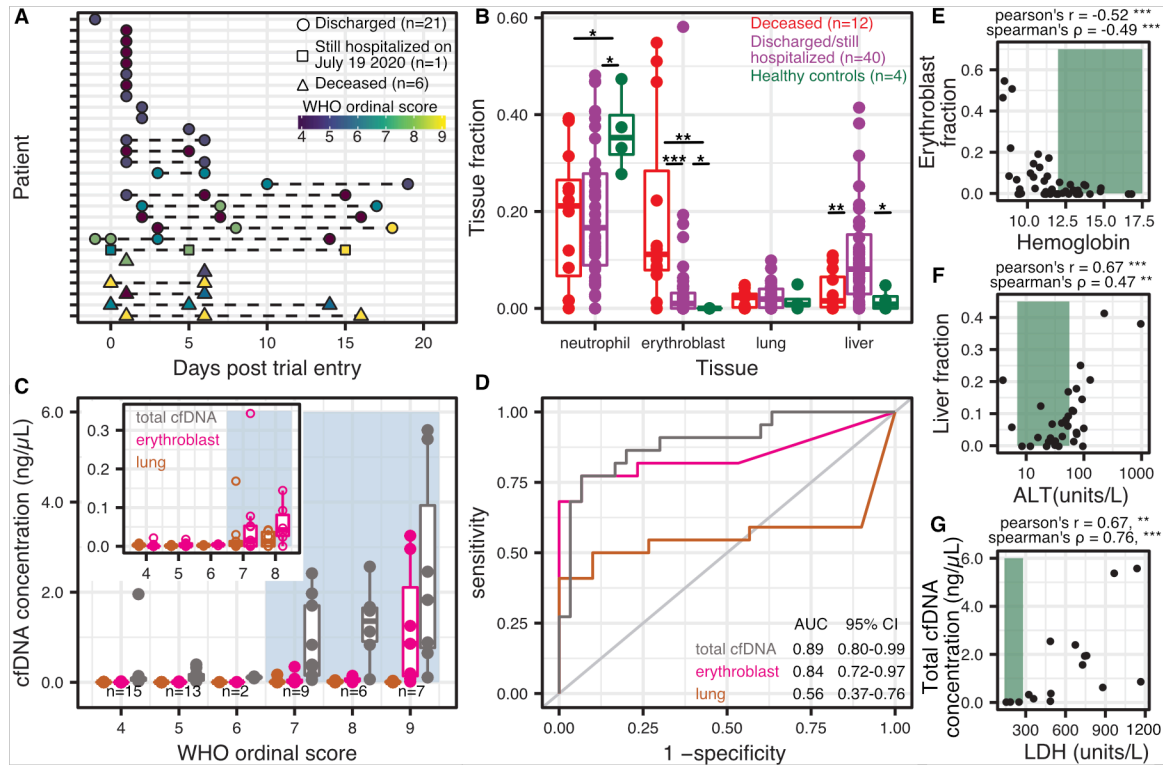 A
Discharged (n=21)
Still hospitalized on
July 19 2020 (n=1)
Deceased (n=6)
WHO ordinal score
4 5 6 7 8 9
Patient
0 5 10 15 20
Days post trial entry
B
Deceased (n=12)
Discharged/still
hospitalized (n=40)
Healthy controls (n=4)
0.60
0.40
0.20
0.00
Tissue fraction
*
*
**
***
*
**
*
neutrophil erythroblast lung liver
Tissue
C
total cfDNA
erythroblast
lung
0.3
0.2
0.1
0.0
4 5 6 7 8
6.0
4.0
2.0
0.0
cfDNA concentration (ng/μL)
n=15 n=13 n=2 n=9 n=6 n=7
4 5 6 7 8 9
WHO ordinal score
D
1.00
0.75
0.50
0.25
0.00
sensitivity
AUC 95% CI
total cfDNA 0.89 0.80-0.99
erythroblast 0.84 0.72-0.97
lung 0.56 0.37-0.76
0.00 0.25 0.50 0.75 1.00
1 −specificity
E
pearson's r = -0.52 ***
spearman's ρ = -0.49 ***
0.6
0.4
0.2
0.0
Erythroblast
fraction
10.0 12.5 15.0 17.5
Hemoglobin
F
pearson's r = 0.67 ***
spearman's ρ = 0.47 **
0.4
0.3
0.2
0.1
0.0
Liver fraction
10 100 1000
ALT(units/L)
G
pearson's r = 0.67, **
spearman's ρ = 0.76, ***
6.0
4.0
2.0
0.0
Total cfDNA
concentration (ng/μL)
300 600 900 1200
LDH (units/L)